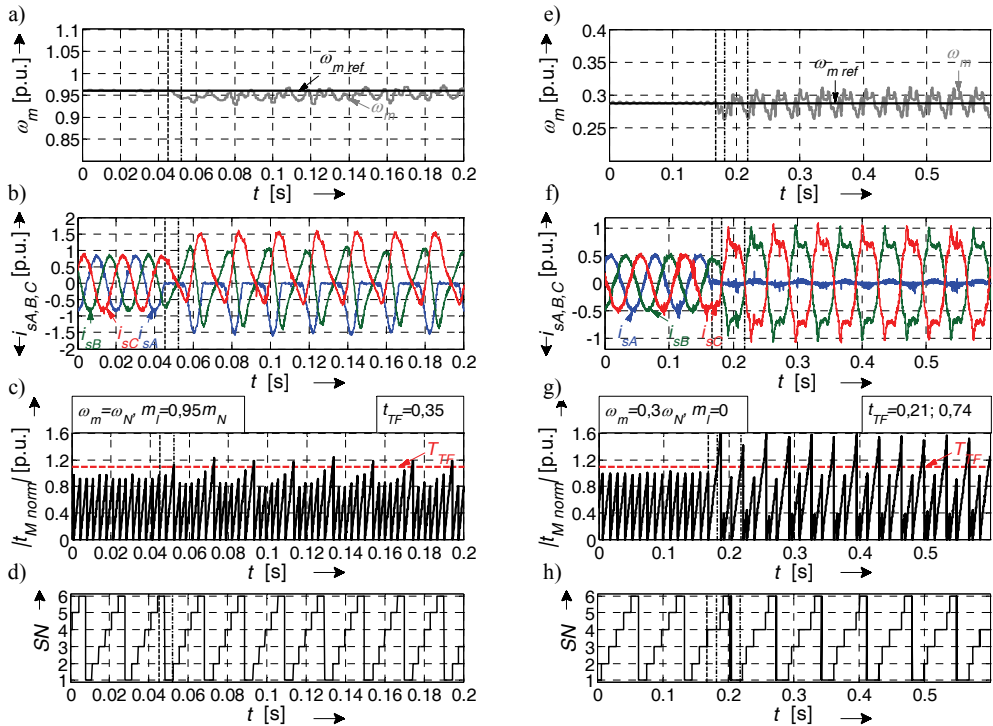 a)
1.1
1.05
1
0.95
0.9
0.85
ω_m [p.u.]
ω_m ref
ω_m
0 0.02 0.04 0.06 0.08 0.1 0.12 0.14 0.16 0.18 0.2
t [s]
b)
2
1.5
1
0.5
0
-0.5
-1
-1.5
-2
i_sA,B,C [p.u.]
i_sB i_sC i_sA
0 0.02 0.04 0.06 0.08 0.1 0.12 0.14 0.16 0.18 0.2
t [s]
c)
ω_m=ω_N, m_l=0,95m_N
t_TF=0,35
1.6
1.2
0.8
0.4
0
|t_M norm| [p.u.]
T_TF
0 0.02 0.04 0.06 0.08 0.1 0.12 0.14 0.16 0.18 0.2
t [s]
d)
6
5
4
3
2
1
SN
0 0.02 0.04 0.06 0.08 0.1 0.12 0.14 0.16 0.18 0.2
t [s]
e)
0.4
0.35
0.3
0.25
ω_m [p.u.]
ω_m ref
ω_m
0 0.1 0.2 0.3 0.4 0.5
t [s]
f)
1
0.5
0
-0.5
-1
i_sA,B,C [p.u.]
i_sA i_sB i_sC
0 0.1 0.2 0.3 0.4 0.5
t [s]
g)
ω_m=0,3ω_N, m_l=0
t_TF=0,21; 0,74
1.6
1.2
0.8
0.4
0
|t_M norm| [p.u.]
T_TF
0 0.1 0.2 0.3 0.4 0.5
t [s]
h)
6
5
4
3
2
1
SN
0 0.1 0.2 0.3 0.4 0.5
t [s]